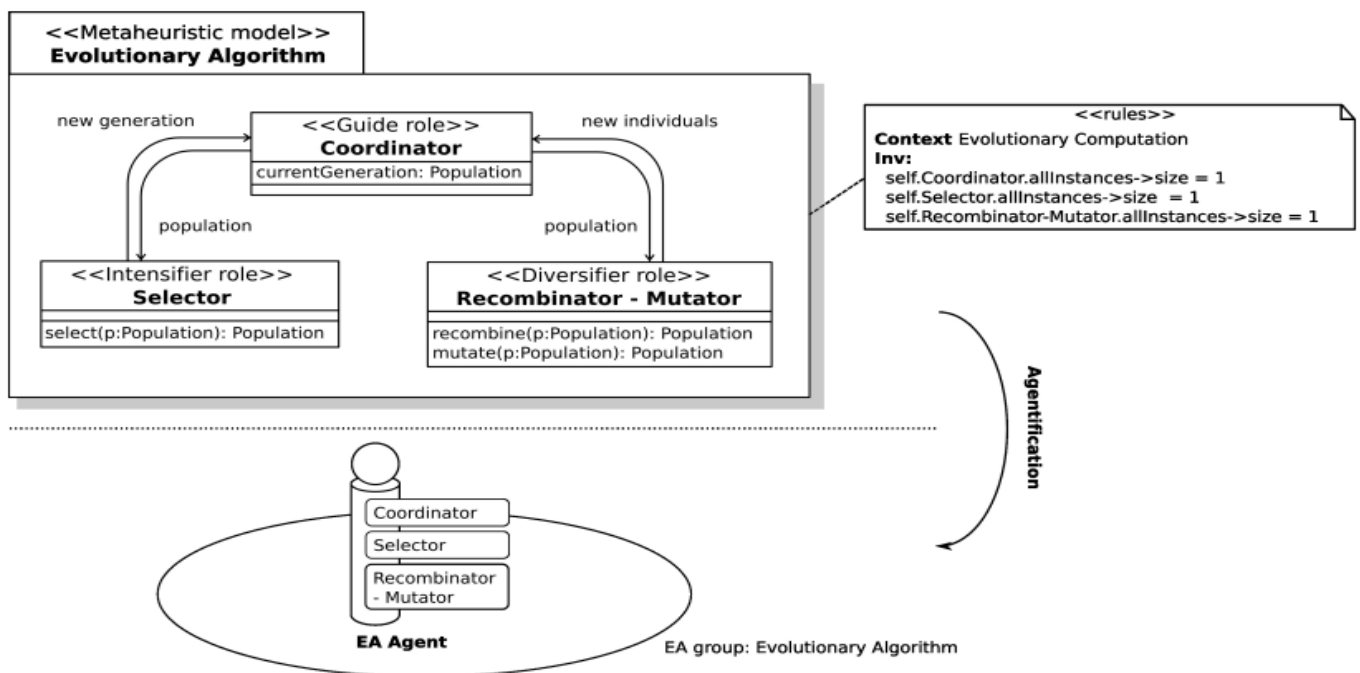 <<Metaheuristic model>>
Evolutionary Algorithm
new generation
<<Guide role>>
Coordinator
currentGeneration: Population
new individuals
population
population
<<Intensifier role>>
Selector
select(p:Population): Population
<<Diversifier role>>
Recombinator - Mutator
recombine(p:Population): Population
mutate(p:Population): Population
<<rules>>
Context Evolutionary Computation
Inv:
self.Coordinator.allInstances->size = 1
self.Selector.allInstances->size  = 1
self.Recombinator-Mutator.allInstances->size = 1
Agentification
Coordinator
Selector
Recombinator
- Mutator
EA Agent
EA group: Evolutionary Algorithm